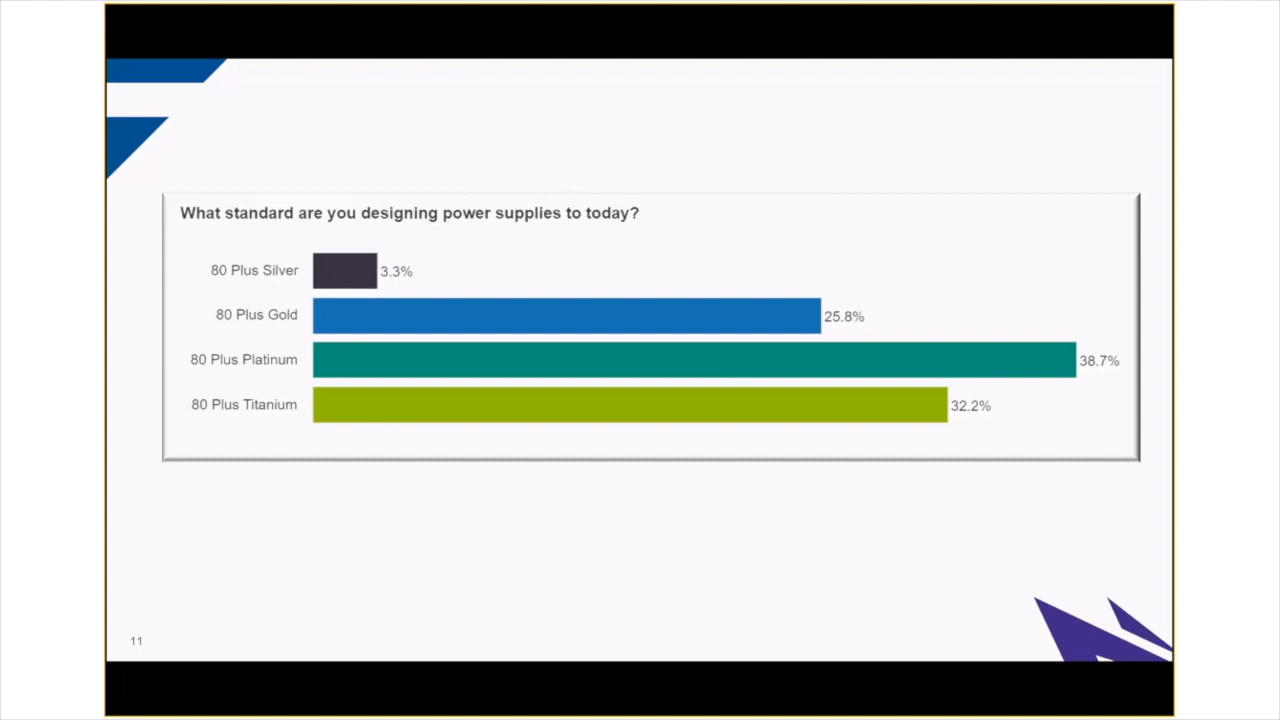 What standard are you designing power supplies to today?
80 Plus Silver 3.3%
80 Plus Gold 25.8%
80 Plus Platinum 38.7%
80 Plus Titanium 32.2%
11